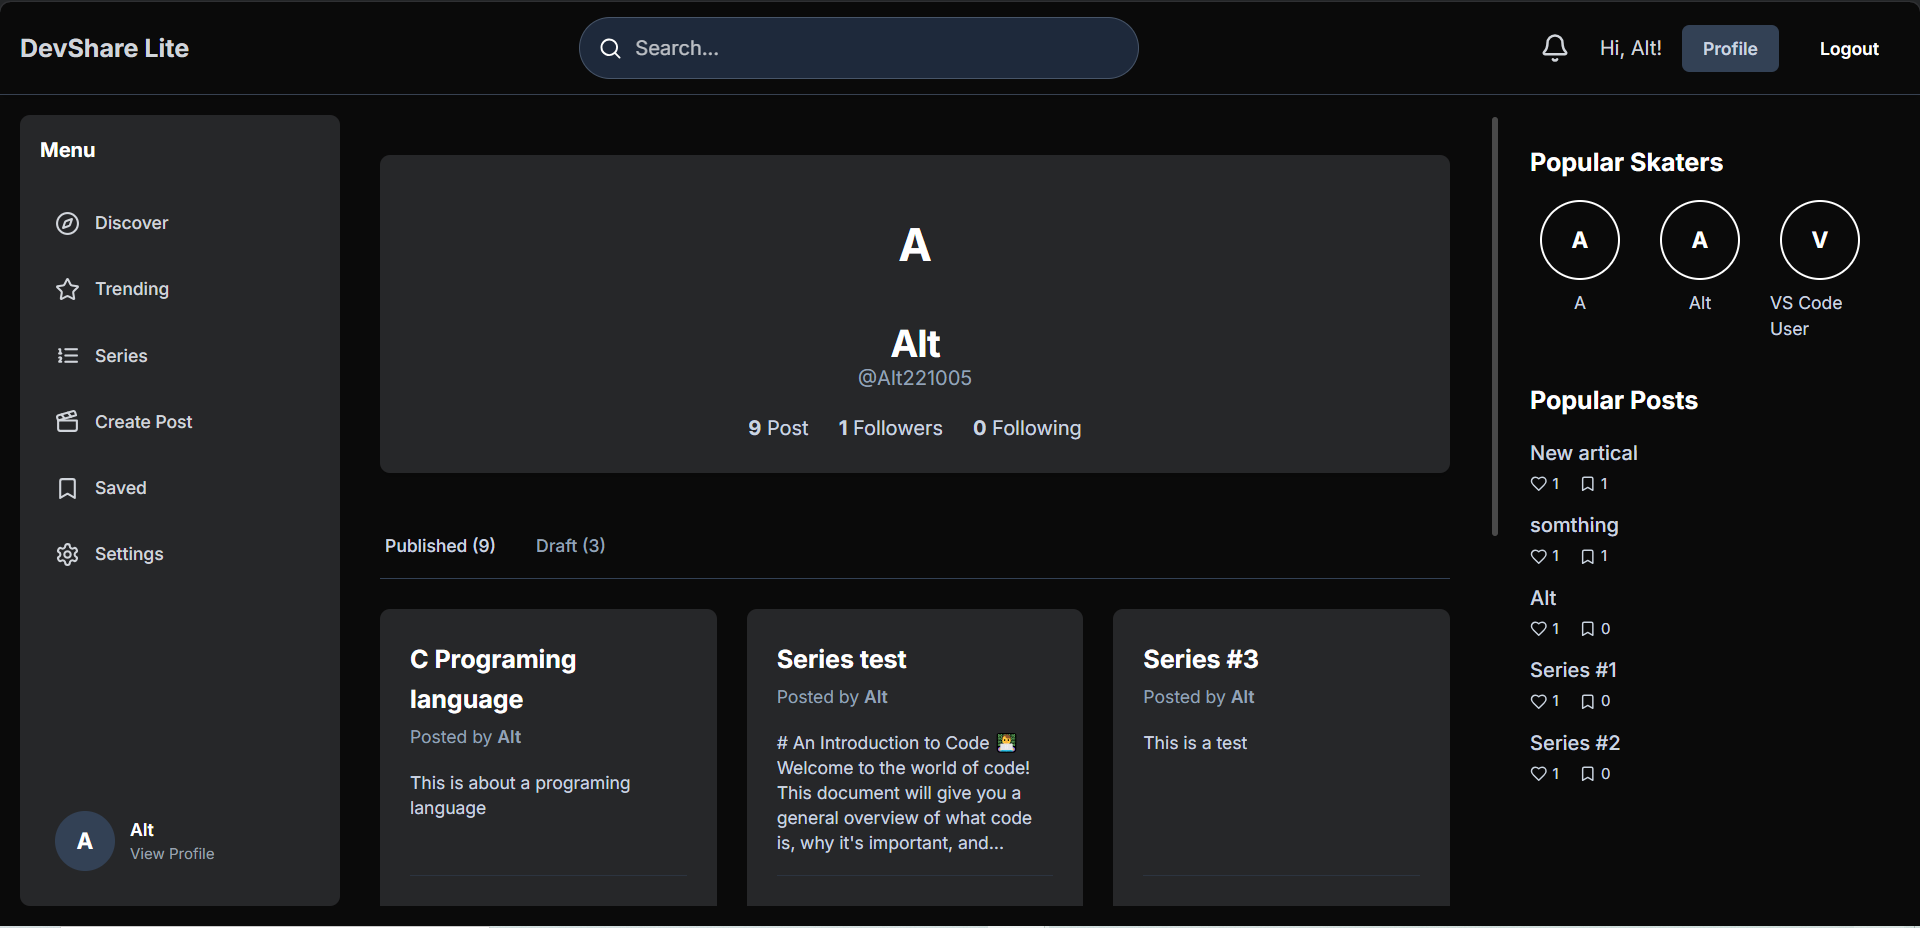 DevShare Lite
Search...
Hi, Alt!
Profile
Logout
Menu
Discover
Trending
Series
Create Post
Saved
Settings
A
Alt
View Profile
A
Alt
@Alt221005
9 Post 1 Followers 0 Following
Published (9) Draft (3)
C Programing
language
Posted by Alt
This is about a programing
language
Series test
Posted by Alt
# An Introduction to Code 👨‍💻
Welcome to the world of code!
This document will give you a
general overview of what code
is, why it's important, and...
Series #3
Posted by Alt
This is a test
Popular Skaters
A
A
A
Alt
V
VS Code
User
Popular Posts
New artical
1 1
somthing
1 1
Alt
1 0
Series #1
1 0
Series #2
1 0